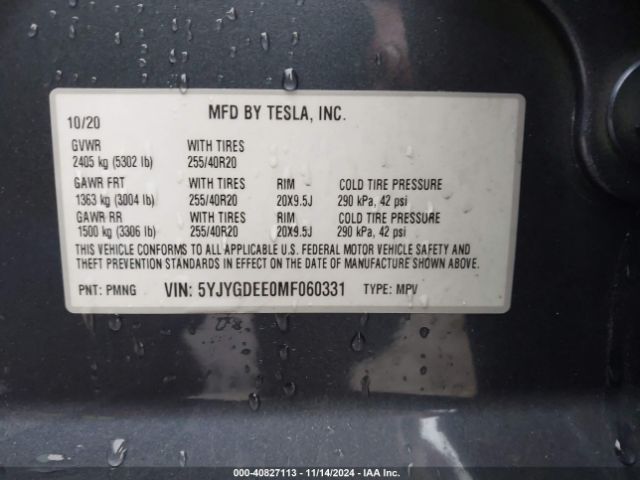 MFD BY TESLA, INC.
10/20
GVWR WITH TIRES
2405 kg (5302 lb) 255/40R20
GAWR FRT WITH TIRES RIM COLD TIRE PRESSURE
1363 kg (3004 lb) 255/40R20 20X9.5J 290 kPa, 42 psi
GAWR RR WITH TIRES RIM COLD TIRE PRESSURE
1500 kg (3306 lb) 255/40R20 20X9.5J 290 kPa, 42 psi
THIS VEHICLE CONFORMS TO ALL APPLICABLE U.S. FEDERAL MOTOR VEHICLE SAFETY AND
THEFT PREVENTION STANDARDS IN EFFECT ON THE DATE OF MANUFACTURE SHOWN ABOVE.
PNT: PMNG VIN: 5YJYGDEE0MF060331 TYPE: MPV
000-40827113 - 11/14/2024 - IAA Inc.